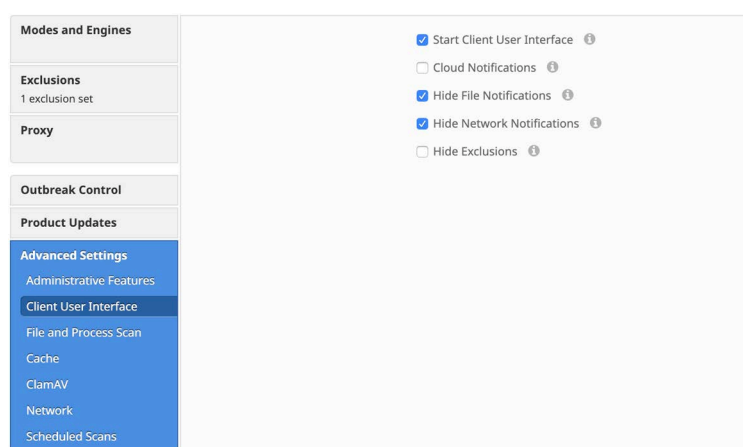 Modes and Engines
Exclusions
1 exclusion set
Proxy
Outbreak Control
Product Updates
Advanced Settings
Administrative Features
Client User Interface
File and Process Scan
Cache
ClamAV
Network
Scheduled Scans
Start Client User Interface
Cloud Notifications
Hide File Notifications
Hide Network Notifications
Hide Exclusions